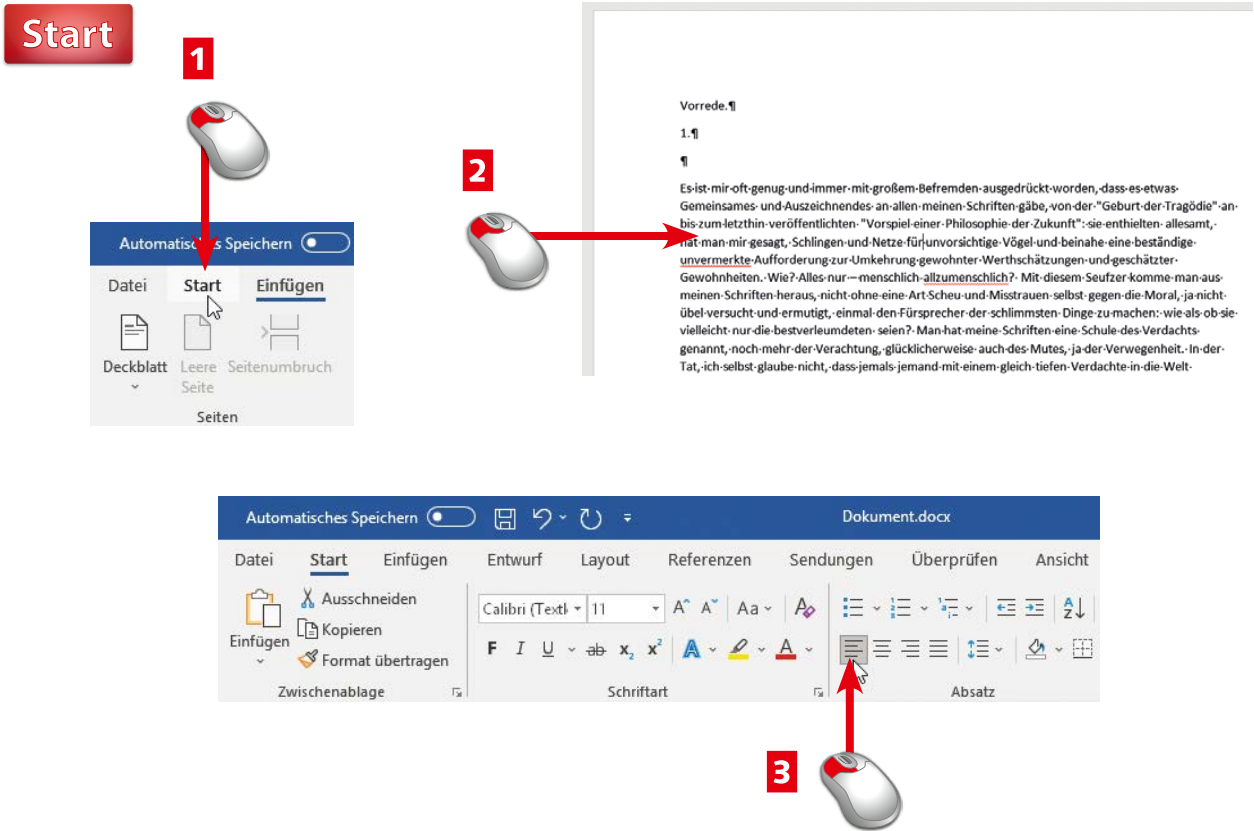 Start
1
Automatisches Speichern
Datei Start Einfügen
Deckblatt Leere Seite Seitenumbruch
Seiten
2
Vorrede.¶
1.¶
¶
Es·ist·mir·oft·genug·und·immer·mit·großem·Befremden·ausgedrückt·worden,·dass·es·etwas·
Gemeinsames·und·Auszeichnendes·an·allen·meinen·Schriften·gäbe,·von·der·"Geburt·der·Tragödie"·an·
bis·zum·letzthin·veröffentlichten·"Vorspiel·einer·Philosophie·der·Zukunft":·sie·enthielten·allesamt,·
hat·man·mir·gesagt,·Schlingen·und·Netze·für·unvorsichtige·Vögel·und·beinahe·eine·beständige·
unvermerkte·Aufforderung·zur·Umkehrung·gewohnter·Werthschätzungen·und·geschätzter·
Gewohnheiten.·Wie?·Alles·nur·—·menschlich·allzumenschlich?·Mit·diesem·Seufzer·komme·man·aus·
meinen·Schriften·heraus,·nicht·ohne·eine·Art·Scheu·und·Misstrauen·selbst·gegen·die·Moral,·ja·nicht·
übel·versucht·und·ermutigt,·einmal·den·Fürsprecher·der·schlimmsten·Dinge·zu·machen:·wie·als·ob·sie·
vielleicht·nur·die·bestverleumdeten·seien?·Man·hat·meine·Schriften·eine·Schule·des·Verdachts·
genannt,·noch·mehr·der·Verachtung,·glücklicherweise·auch·des·Mutes,·ja·der·Verwegenheit.·In·der·
Tat,·ich·selbst·glaube·nicht,·dass·jemals·jemand·mit·einem·gleich·tiefen·Verdachte·in·die·Welt·
Automatisches Speichern Dokument.docx
Datei Start Einfügen Entwurf Layout Referenzen Sendungen Überprüfen Ansicht
Einfügen
Ausschneiden
Kopieren
Format übertragen
Zwischenablage
Calibri (Textk 11 A A Aa A
F K U ab x2 x2 A A
Schriftart
Absatz
3